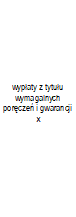 wypłaty z tytułu
wymagalnych
poręczeń i gwarancji
x